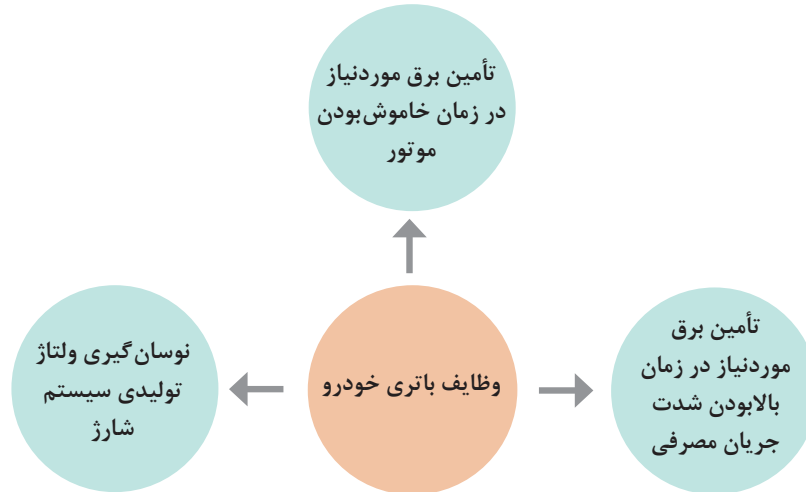 تأمین برق موردنیاز
در زمان خاموش‌بودن
موتور
وظایف باتری خودرو
تأمین برق
موردنیاز در زمان
بالابودن شدت
جریان مصرفی
نوسان‌گیری ولتاژ
تولیدی سیستم
شارژ